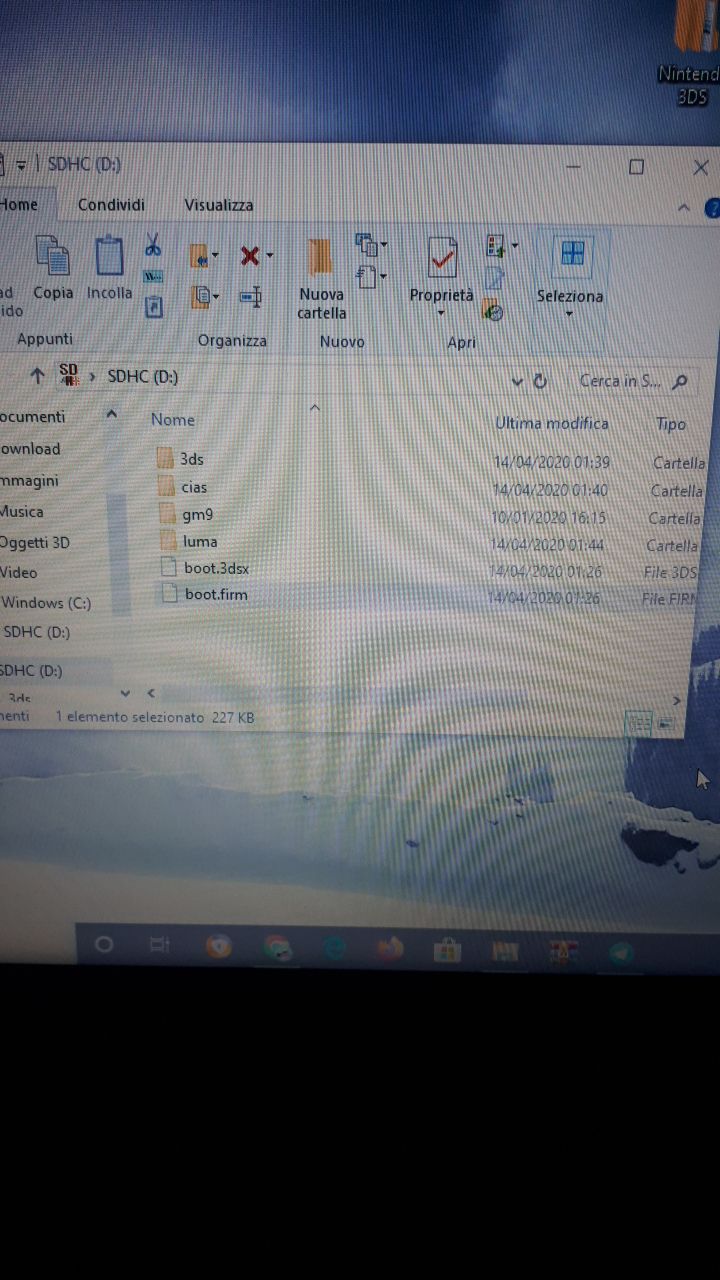 Nintend
3DS
SDHC (D:)
Home
Condividi
Visualizza
Copia
Incolla
Nuova
cartella
Proprietà
Seleziona
Appunti
Organizza
Nuovo
Apri
SD
SDHC (D:)
Cerca in S...
ocumenti
ownload
mmagini
Musica
Oggetti 3D
Video
Windows (C:)
SDHC (D:)
SDHC (D:)
Nome Ultima modifica Tipo
3ds 14/04/2020 01:39 Cartella
cias 14/04/2020 01:40 Cartella
gm9 10/01/2020 16:15 Cartella
luma 14/04/2020 01:44 Cartella
boot.3dsx 14/04/2020 01:26 File 3DS
boot.firm 14/04/2020 01:26 File FIRM
menti 1 elemento selezionato 227 KB